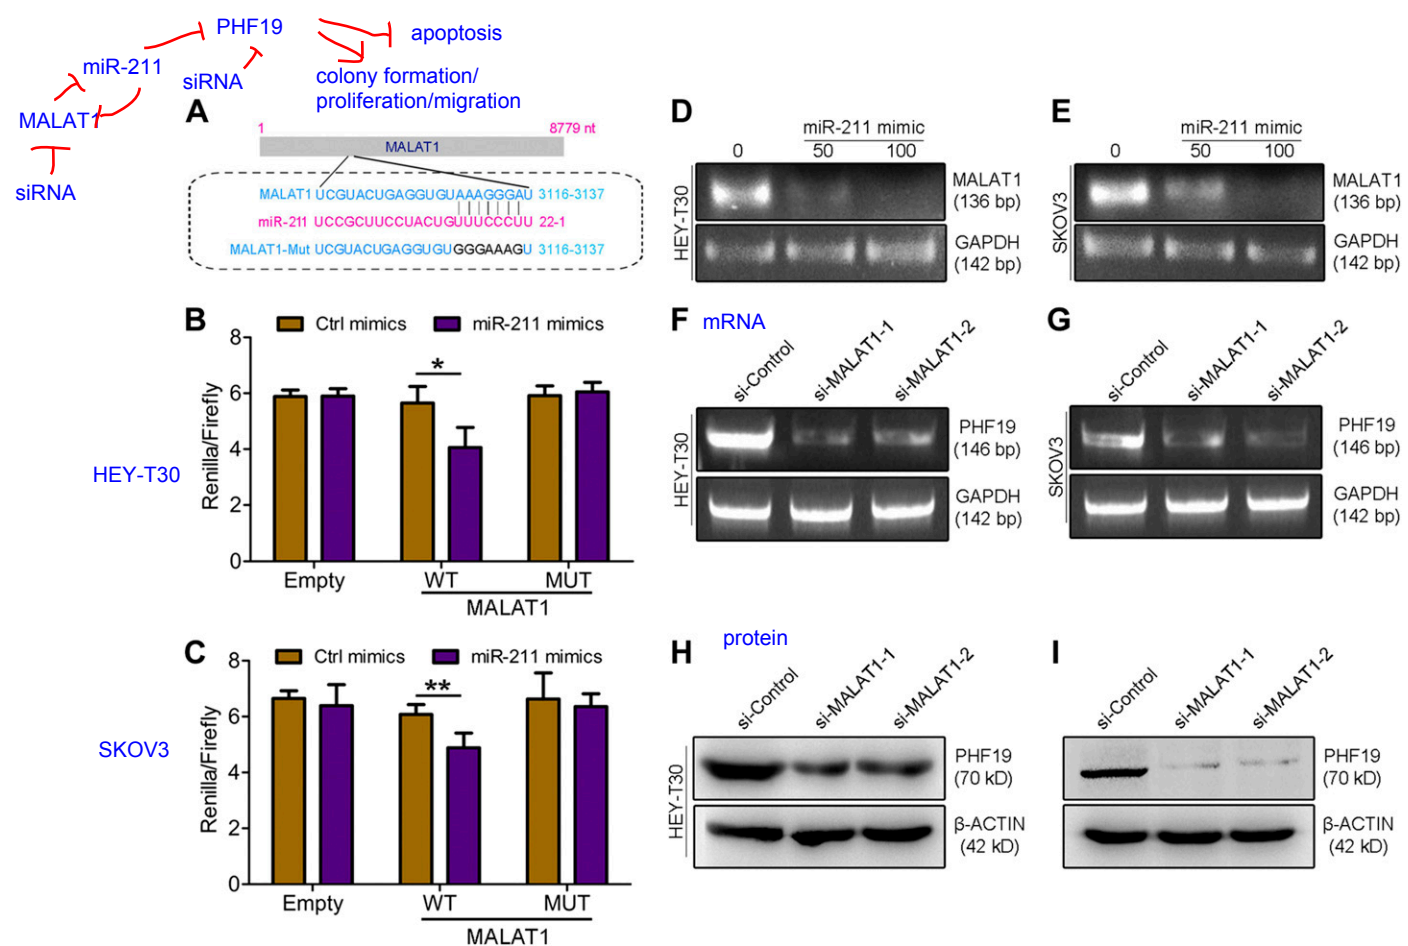 PHF19
apoptosis
miR-211
siRNA
colony formation/
proliferation/migration
MALAT1
siRNA
A
1
8779 nt
MALAT1
MALAT1 UCGUACUGAGGUGUAAAGGGAU 3116-3137
miR-211 UCCGCUUCCUACUGUUUCCCUU 22-1
MALAT1-Mut UCGUACUGAGGUGUGGGAAAGU 3116-3137
B
Ctrl mimics
miR-211 mimics
Renilla/Firefly
8
6
4
2
0
*
HEY-T30
Empty
WT
MUT
MALAT1
C
Ctrl mimics
miR-211 mimics
Renilla/Firefly
8
6
4
2
0
**
SKOV3
Empty
WT
MUT
MALAT1
D
miR-211 mimic
0
50
100
HEY-T30
MALAT1
(136 bp)
GAPDH
(142 bp)
E
miR-211 mimic
0
50
100
SKOV3
MALAT1
(136 bp)
GAPDH
(142 bp)
F
mRNA
si-Control
si-MALAT1-1
si-MALAT1-2
HEY-T30
PHF19
(146 bp)
GAPDH
(142 bp)
G
si-Control
si-MALAT1-1
si-MALAT1-2
SKOV3
PHF19
(146 bp)
GAPDH
(142 bp)
H
protein
si-Control
si-MALAT1-1
si-MALAT1-2
HEY-T30
PHF19
(70 kD)
β-ACTIN
(42 kD)
I
si-Control
si-MALAT1-1
si-MALAT1-2
PHF19
(70 kD)
β-ACTIN
(42 kD)